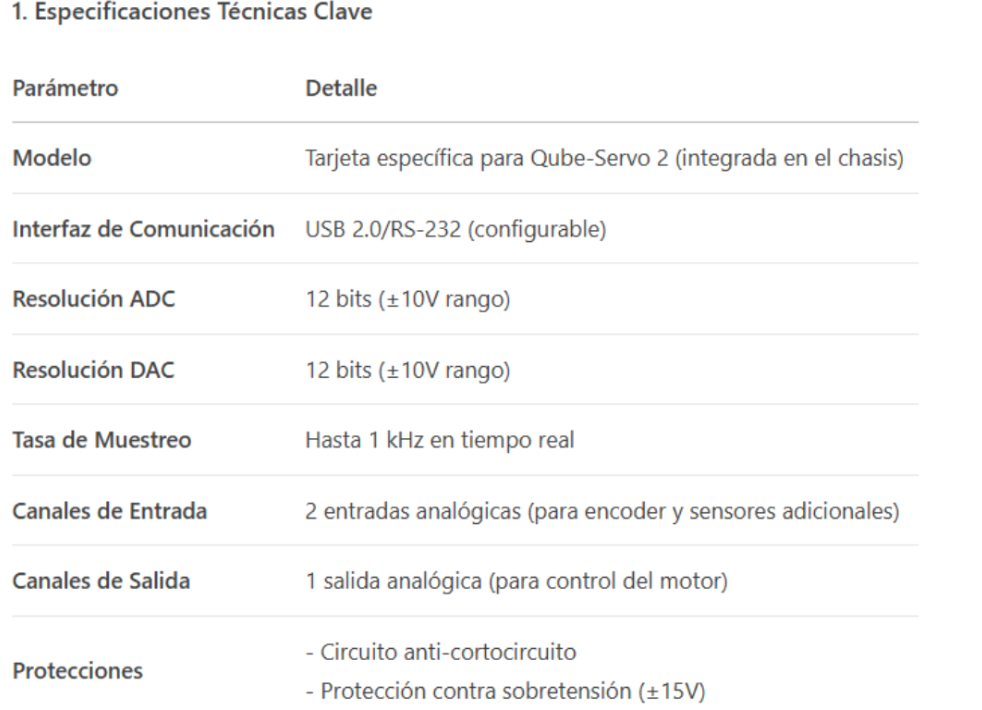 1. Especificaciones Técnicas Clave
Parámetro Detalle
Modelo Tarjeta específica para Qube-Servo 2 (integrada en el chasis)
Interfaz de Comunicación USB 2.0/RS-232 (configurable)
Resolución ADC 12 bits (±10V rango)
Resolución DAC 12 bits (±10V rango)
Tasa de Muestreo Hasta 1 kHz en tiempo real
Canales de Entrada 2 entradas analógicas (para encoder y sensores adicionales)
Canales de Salida 1 salida analógica (para control del motor)
Protecciones
- Circuito anti-cortocircuito
- Protección contra sobretensión (±15V)